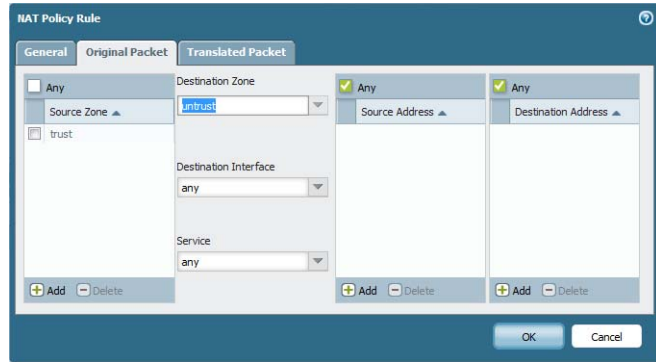 NAT Policy Rule
General Original Packet Translated Packet
Any
Source Zone
trust
Add Delete
Destination Zone
untrust
Destination Interface
any
Service
any
Any
Source Address
Add Delete
Any
Destination Address
Add Delete
OK Cancel